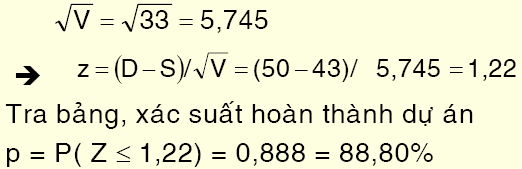 √V = √33 = 5,745
➔ z = (D – S)/√V = (50 – 43)/ 5,745 = 1,22
Tra bảng, xác suất hoàn thành dự án
p = P( Z ≤ 1,22) = 0,888 = 88,80%